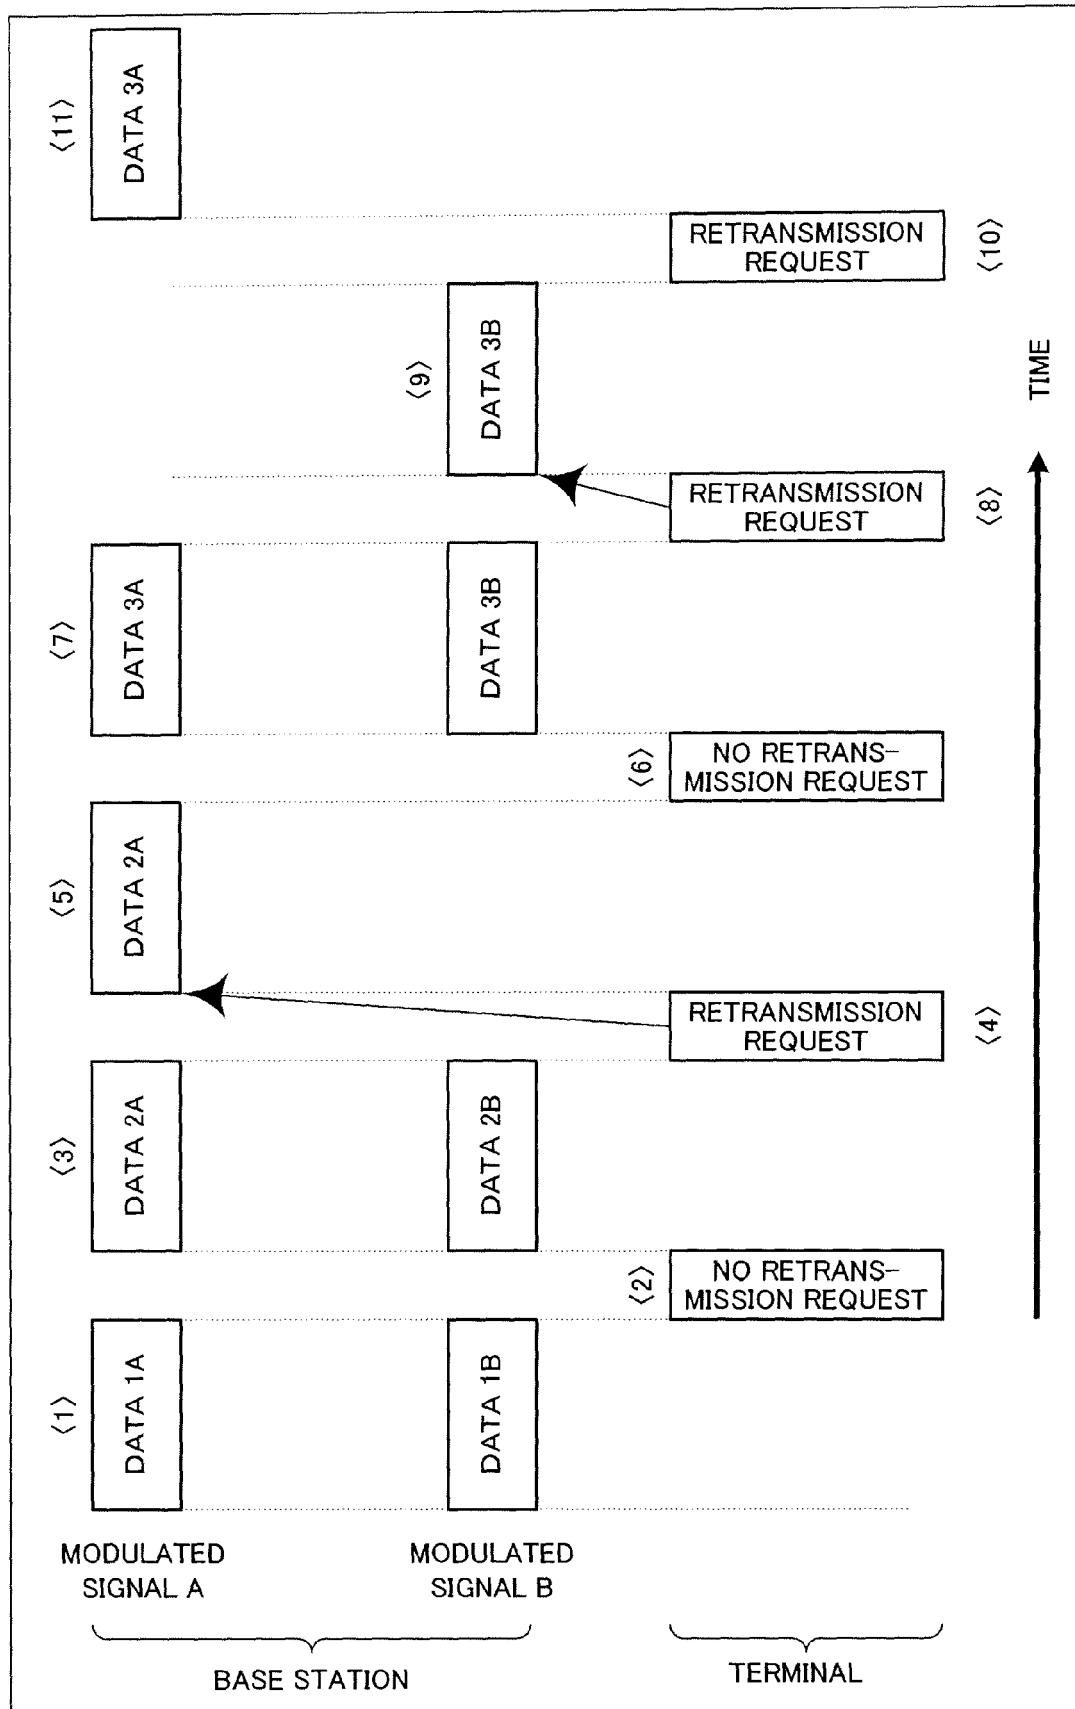 〈11〉
DATA 3A
RETRANSMISSION
REQUEST
〈10〉
〈9〉
DATA 3B
TIME
RETRANSMISSION
REQUEST
〈8〉
〈7〉
DATA 3A
DATA 3B
〈6〉
NO RETRANS-
MISSION REQUEST
〈5〉
DATA 2A
RETRANSMISSION
REQUEST
〈4〉
〈3〉
DATA 2A
DATA 2B
〈2〉
NO RETRANS-
MISSION REQUEST
〈1〉
DATA 1A
DATA 1B
MODULATED
SIGNAL A
MODULATED
SIGNAL B
BASE STATION
TERMINAL